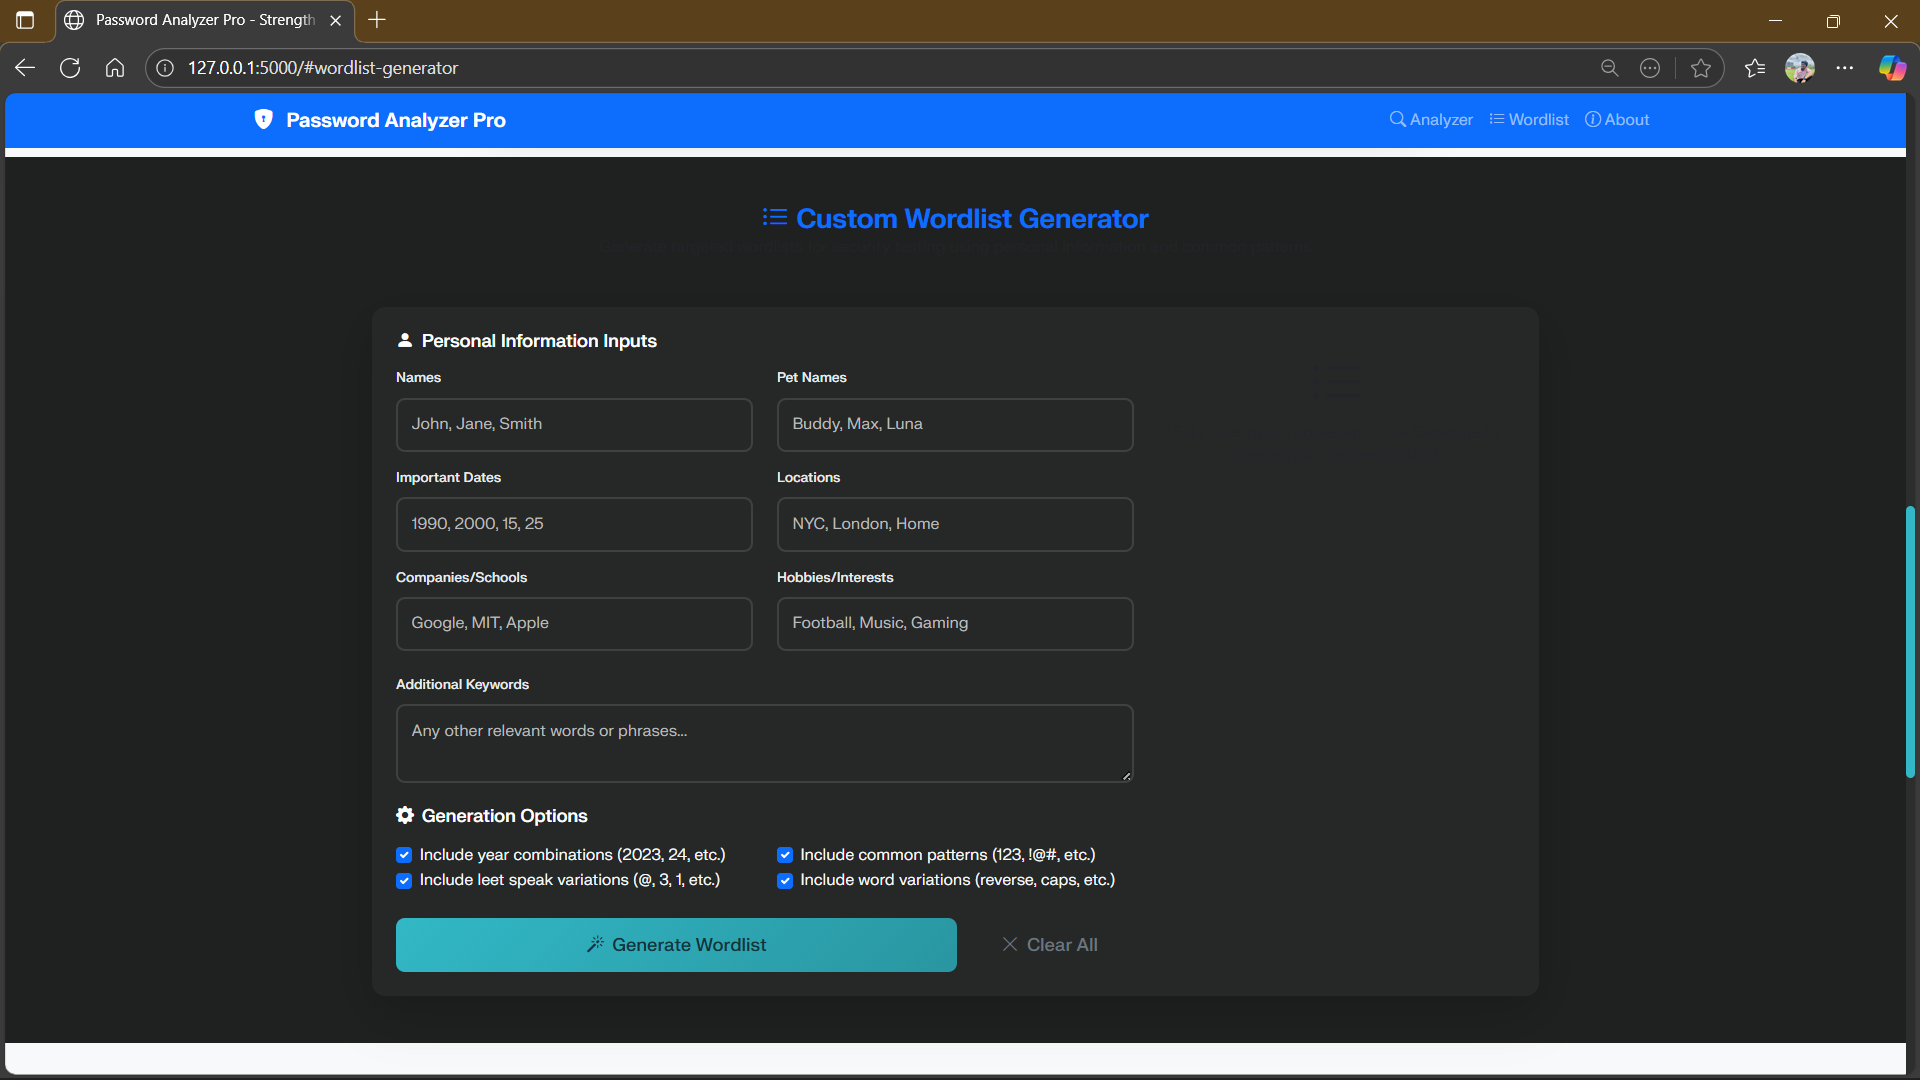 Password Analyzer Pro - Strength
127.0.0.1:5000/#wordlist-generator
Password Analyzer Pro
Analyzer
Wordlist
About
Custom Wordlist Generator
Personal Information Inputs
Names
Pet Names
John, Jane, Smith
Buddy, Max, Luna
Important Dates
Locations
1990, 2000, 15, 25
NYC, London, Home
Companies/Schools
Hobbies/Interests
Google, MIT, Apple
Football, Music, Gaming
Additional Keywords
Any other relevant words or phrases...
Generation Options
Include year combinations (2023, 24, etc.)
Include common patterns (123, !@#, etc.)
Include leet speak variations (@, 3, 1, etc.)
Include word variations (reverse, caps, etc.)
Generate Wordlist
Clear All